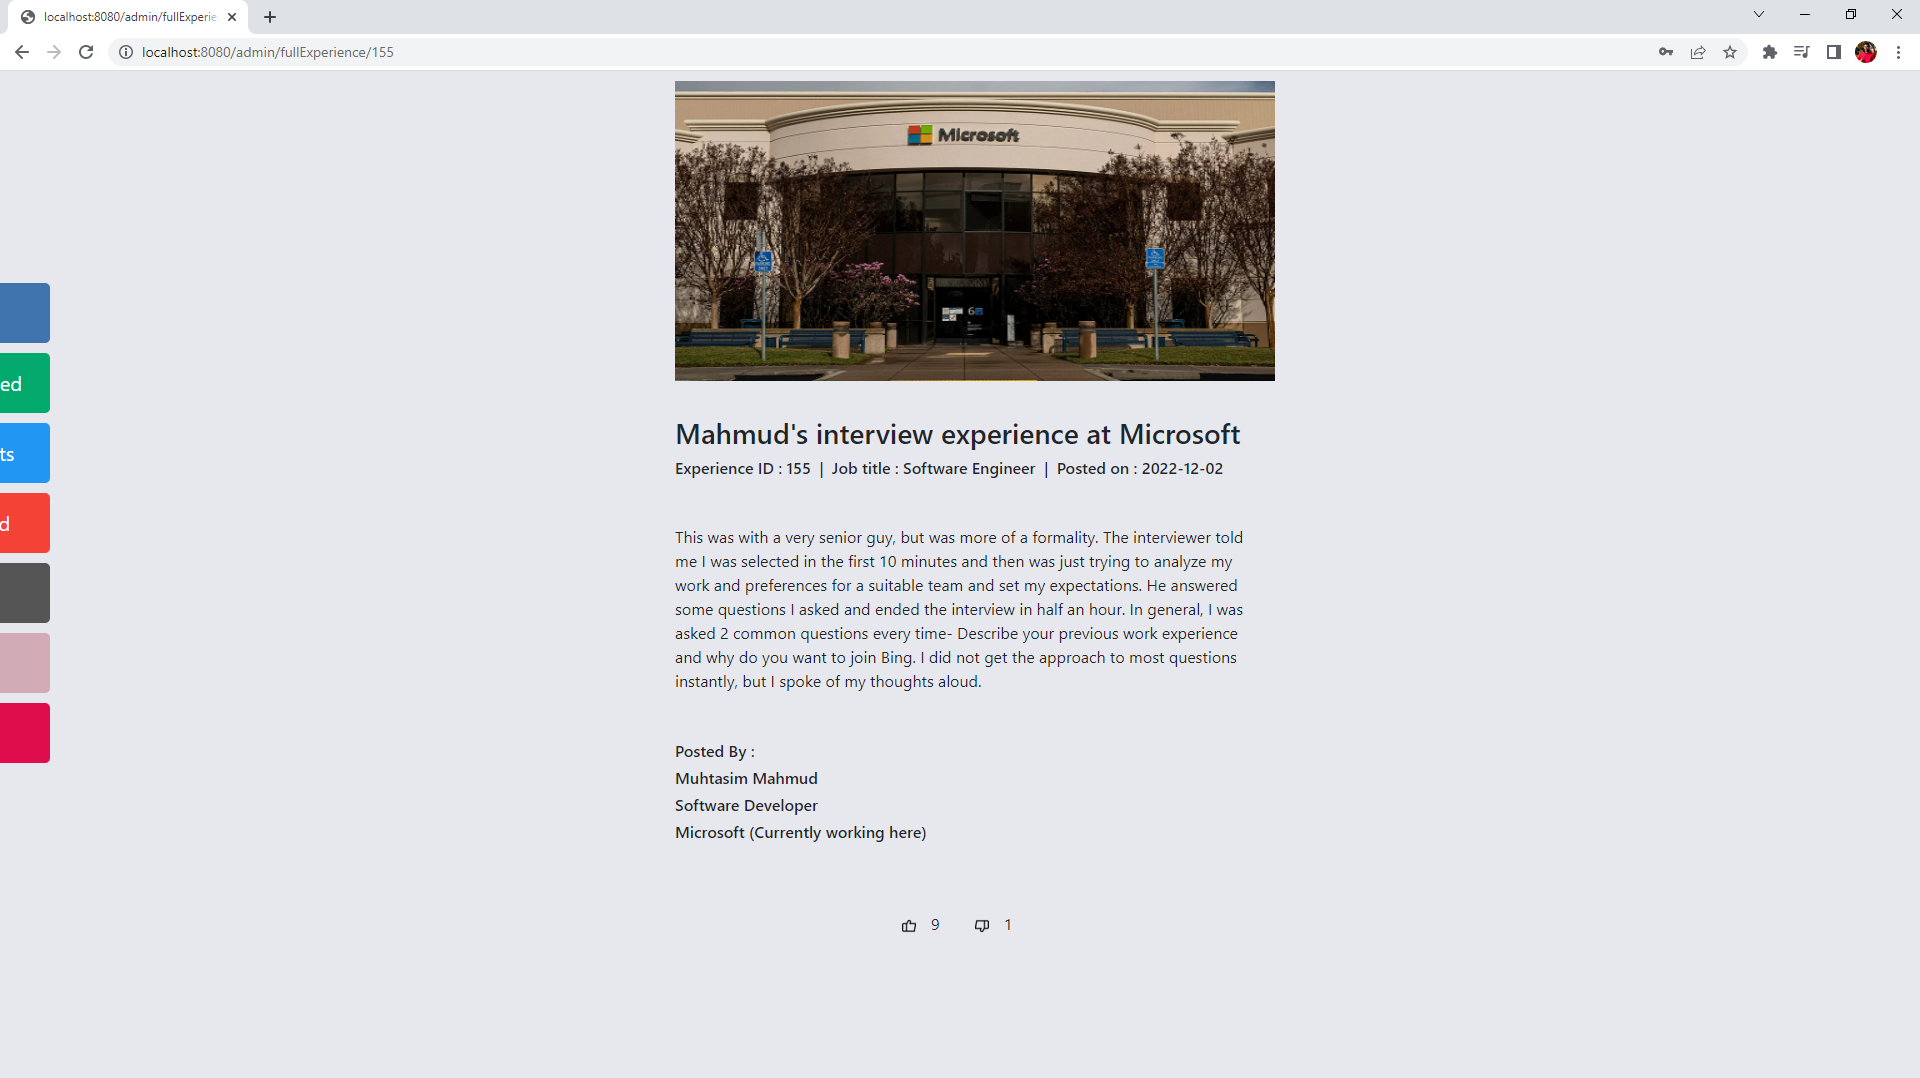 localhost:8080/admin/fullExperie
localhost:8080/admin/fullExperience/155
Microsoft
ed
ts
d
Mahmud's interview experience at Microsoft
Experience ID : 155 | Job title : Software Engineer | Posted on : 2022-12-02
This was with a very senior guy, but was more of a formality. The interviewer told
me I was selected in the first 10 minutes and then was just trying to analyze my
work and preferences for a suitable team and set my expectations. He answered
some questions I asked and ended the interview in half an hour. In general, I was
asked 2 common questions every time- Describe your previous work experience
and why do you want to join Bing. I did not get the approach to most questions
instantly, but I spoke of my thoughts aloud.
Posted By :
Muhtasim Mahmud
Software Developer
Microsoft (Currently working here)
9 1